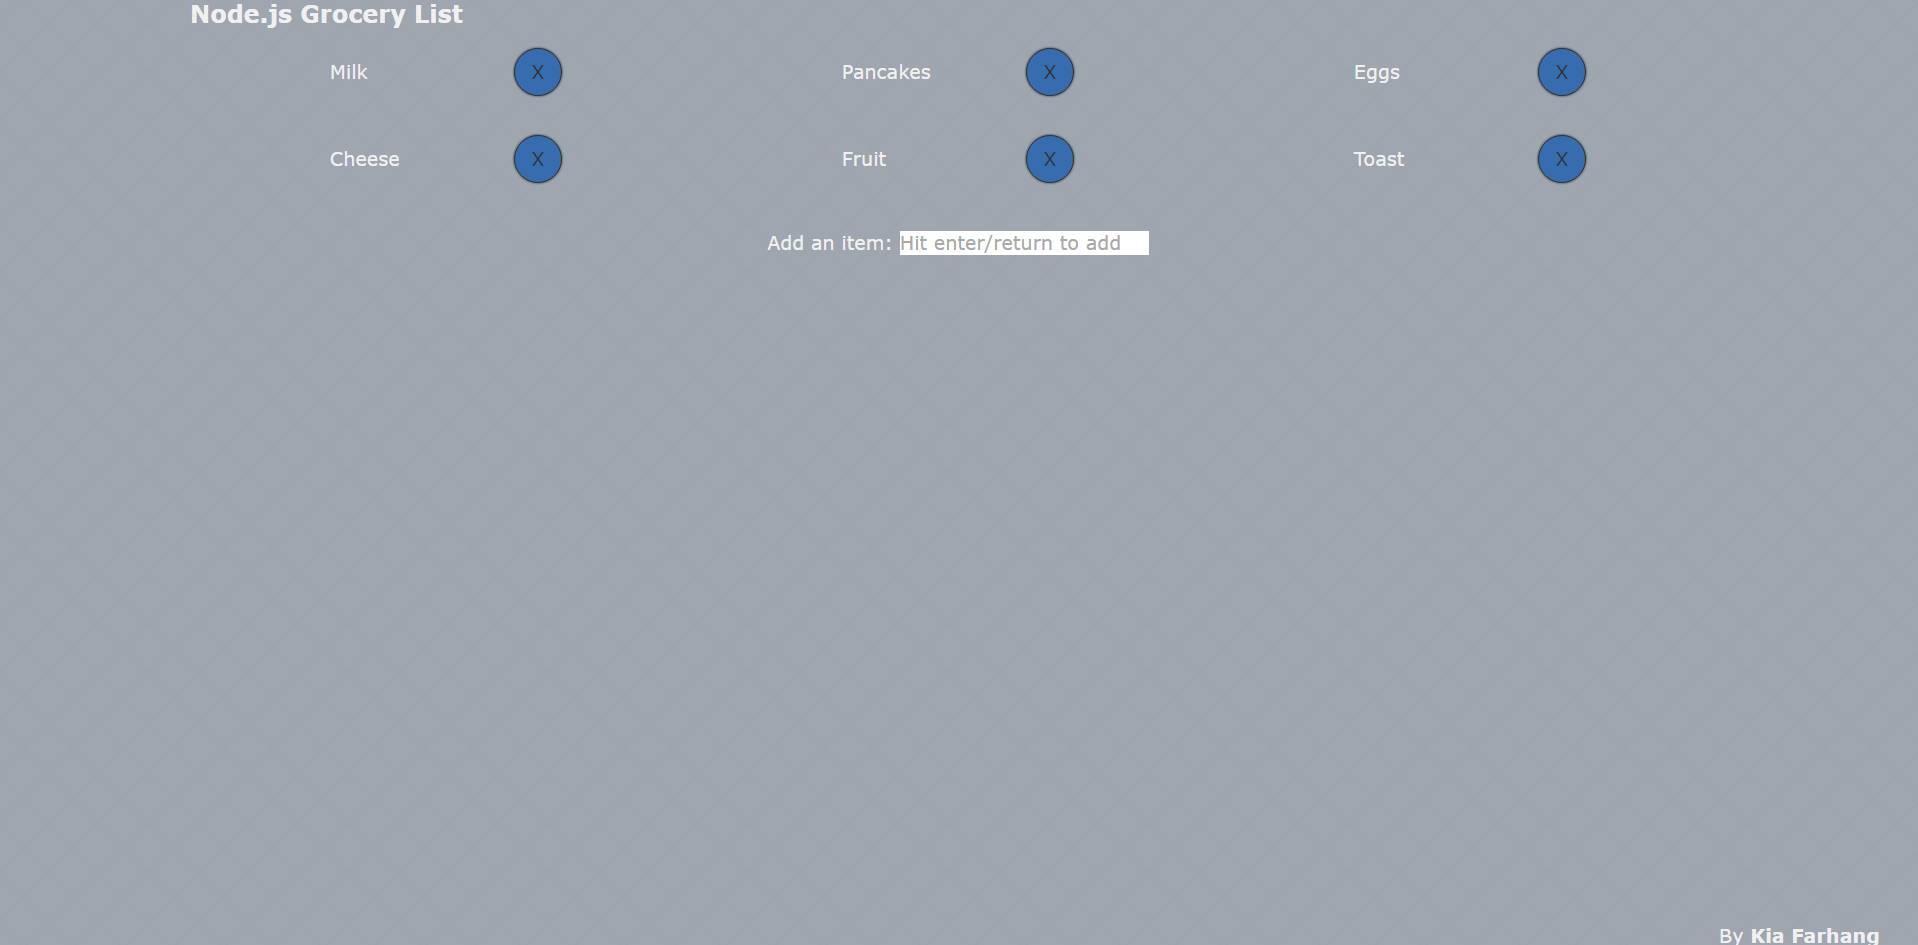 Node.js Grocery List
Milk X Pancakes X Eggs X
Cheese X Fruit X Toast X
Add an item: Hit enter/return to add
By Kia Farhang